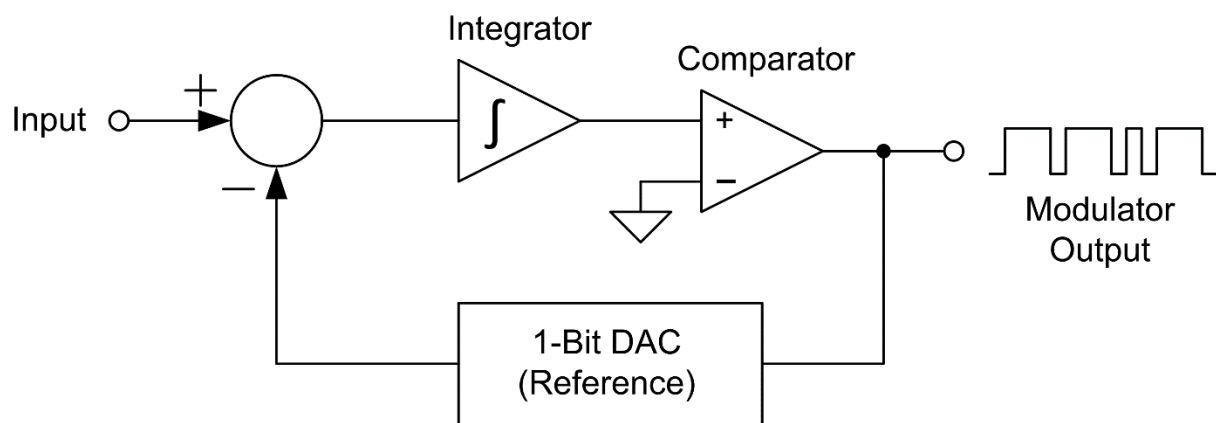 Integrator
Comparator
Input
+
−
∫
+
−
Modulator
Output
1-Bit DAC
(Reference)